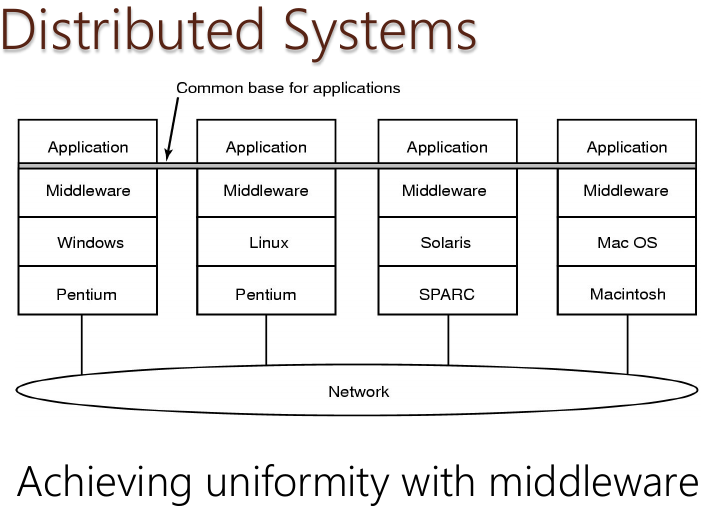 Distributed Systems
Common base for applications
Application Application Application Application
Middleware Middleware Middleware Middleware
Windows Linux Solaris Mac OS
Pentium Pentium SPARC Macintosh
Network
Achieving uniformity with middleware